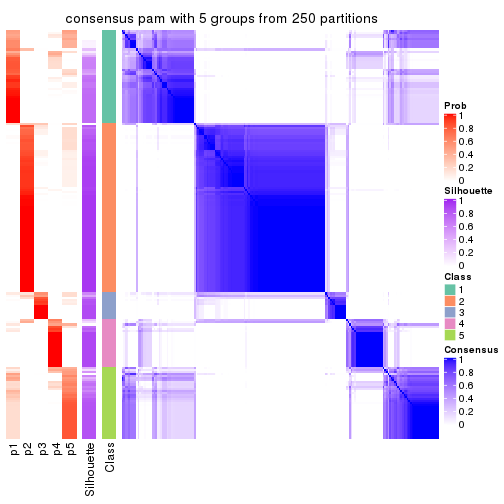 consensus pam with 5 groups from 250 partitions
Prob
1
0.8
0.6
0.4
0.2
0
Silhouette
1
0.8
0.6
0.4
0.2
0
Class
1
2
3
4
5
Consensus
1
0.8
0.6
0.4
0.2
0
p1
p2
p3
p4
p5
Silhouette
Class